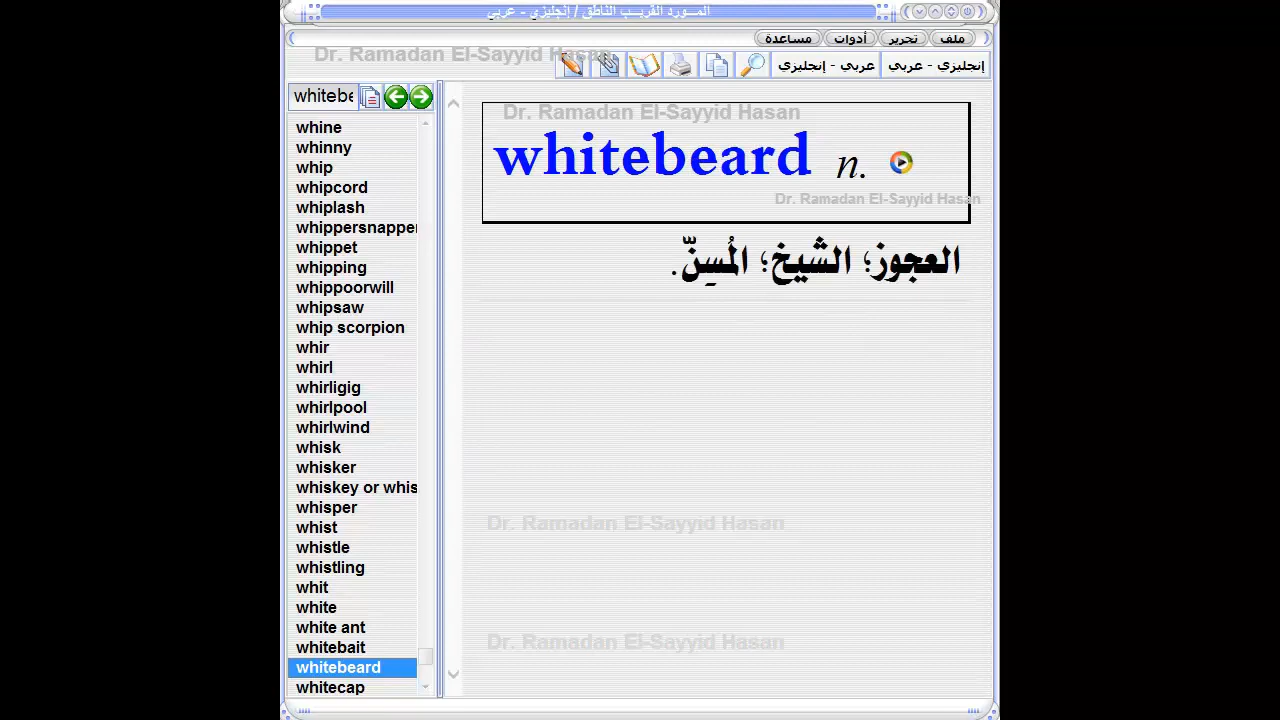 المــورد القريــب الناطق / إنجليزي - عربي
ملف
تحرير
أدوات
مساعدة
Dr. Ramadan El-Sayyid Hasan
إنجليزي - عربي
عربي - إنجليزي
whitebe
whine
whinny
whip
whipcord
whiplash
whippersnapper
whippet
whipping
whippoorwill
whipsaw
whip scorpion
whir
whirl
whirligig
whirlpool
whirlwind
whisk
whisker
whiskey or whis
whisper
whist
whistle
whistling
whit
white
white ant
whitebait
whitebeard
whitecap
Dr. Ramadan El-Sayyid Hasan
whitebeard n.
Dr. Ramadan El-Sayyid Hasan
العجوز؛ الشيخ؛ المُسِنّ.
Dr. Ramadan El-Sayyid Hasan
Dr. Ramadan El-Sayyid Hasan